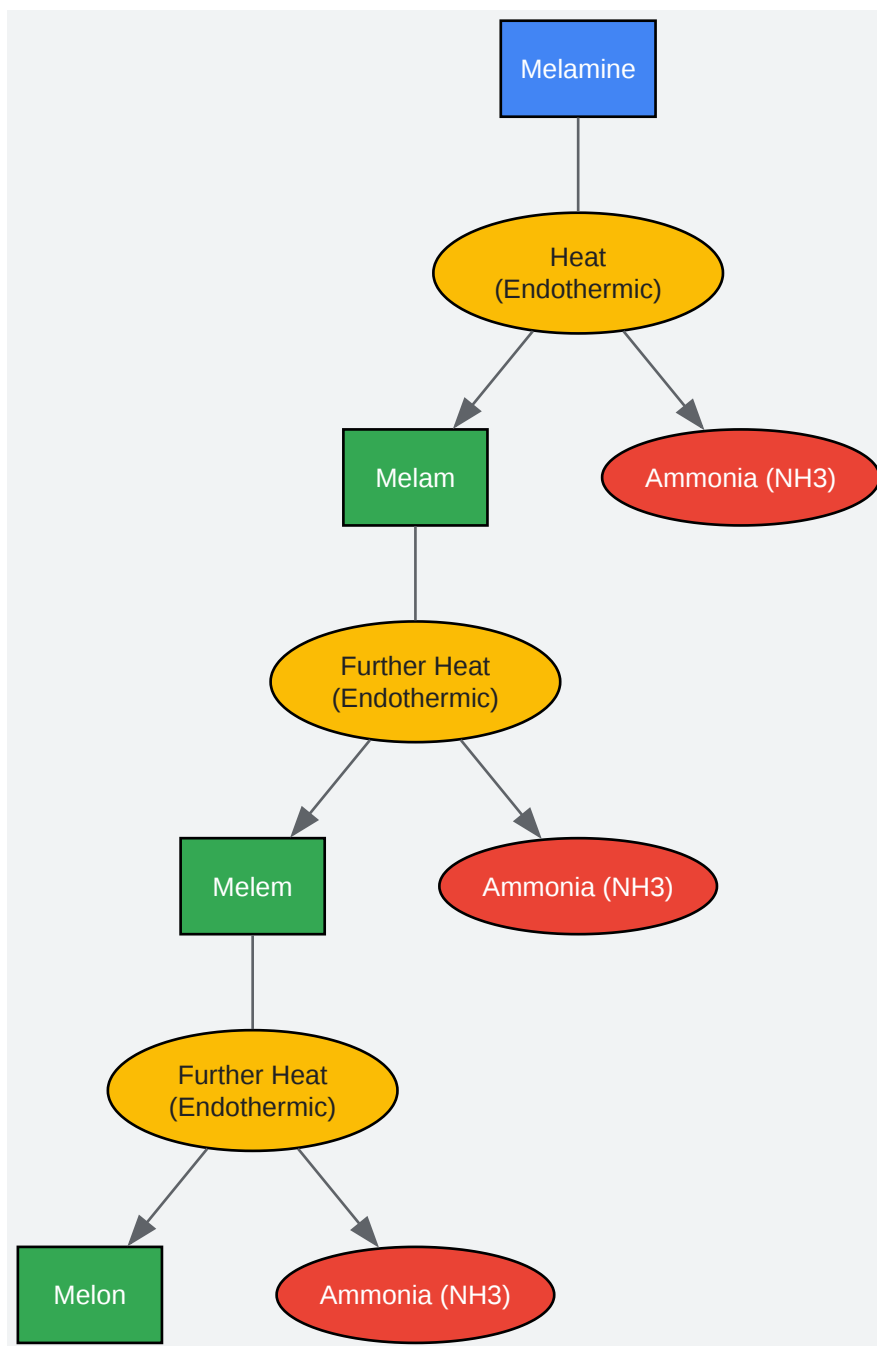 Melamine
Heat
(Endothermic)
Melam
Ammonia (NH3)
Further Heat
(Endothermic)
Melem
Ammonia (NH3)
Further Heat
(Endothermic)
Melon
Ammonia (NH3)